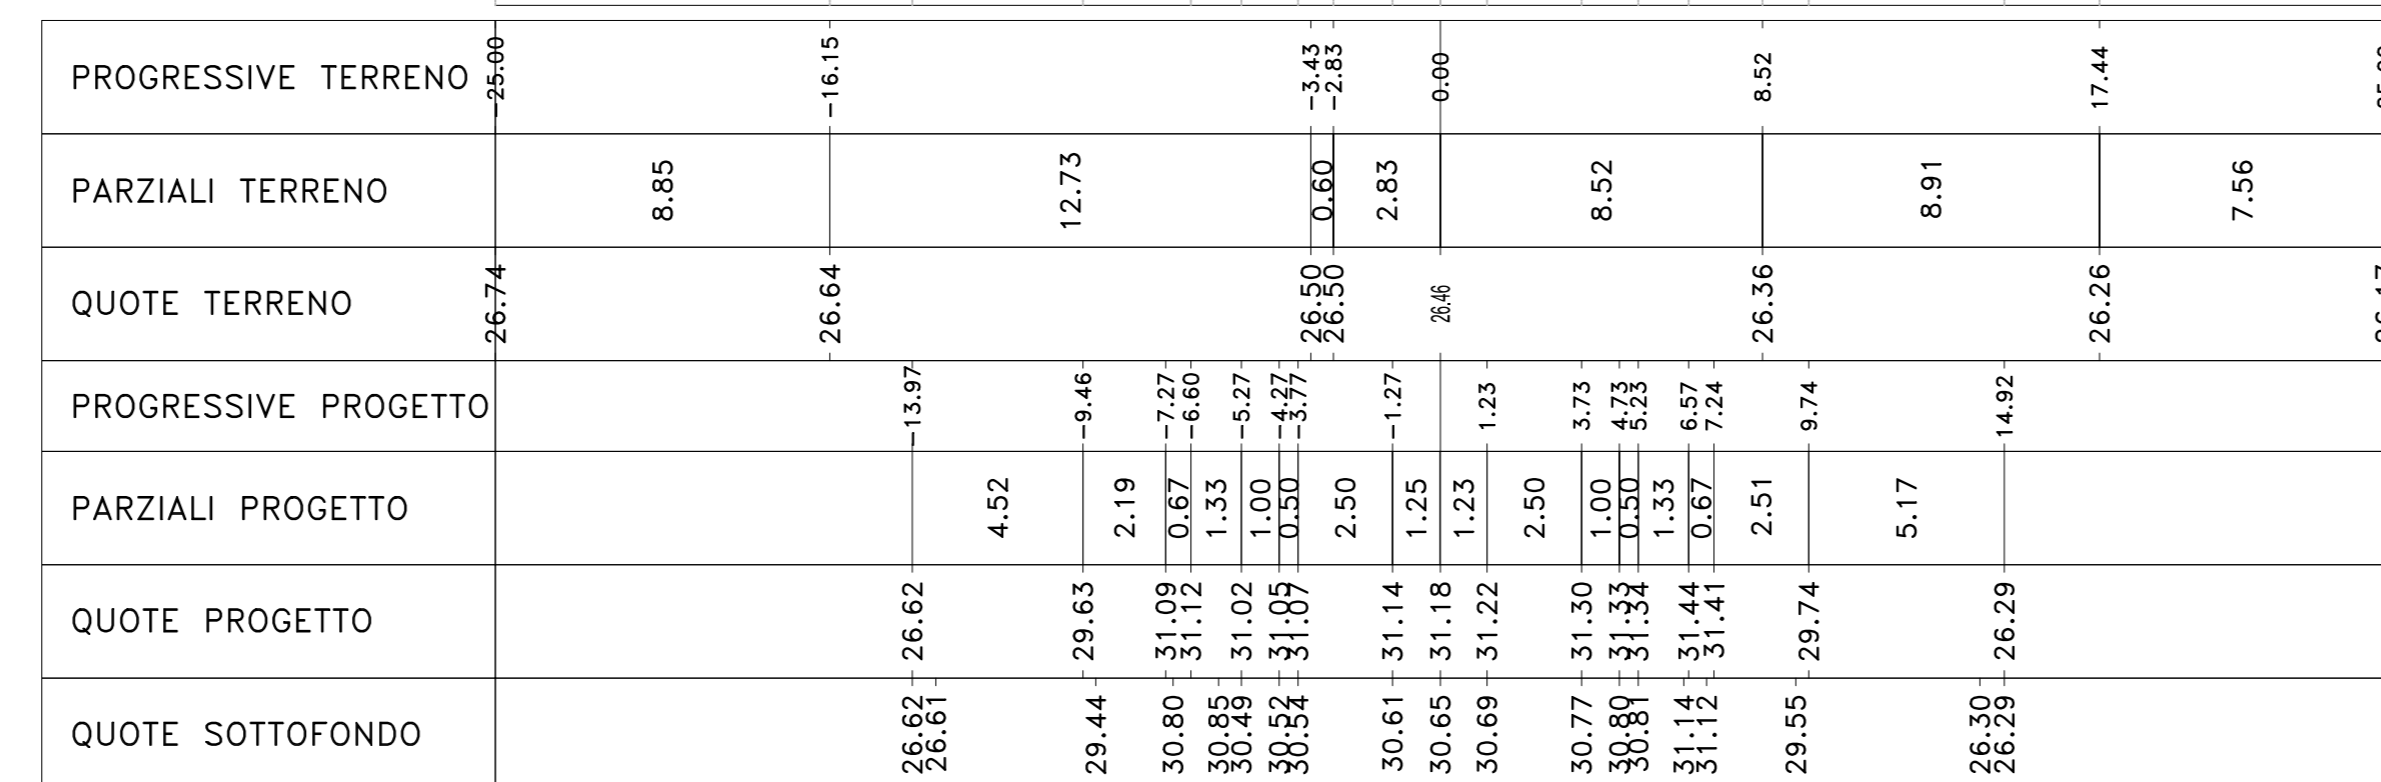 PROGRESSIVE TERRENO -25.00 -16.15 -3.43 -2.83 0.00 8.52 17.44
PARZIALI TERRENO 8.85 12.73 0.60 2.83 8.52 8.91 7.56
QUOTE TERRENO 26.74 26.64 26.50 26.50 26.46 26.36 26.26
PROGRESSIVE PROGETTO -13.97 -9.46 -7.27 -6.60 -5.27 -4.27 -3.77 -1.27 1.23 3.73 4.73 5.23 6.57 7.24 9.74 14.92
PARZIALI PROGETTO 4.52 2.19 0.67 1.33 1.00 0.50 2.50 1.25 1.23 2.50 1.00 0.50 1.33 0.67 2.51 5.17
QUOTE PROGETTO 26.62 29.63 31.09 31.12 31.02 31.05 31.07 31.14 31.18 31.22 31.30 31.33 31.34 31.44 31.41 29.74 26.29
QUOTE SOTTOFONDO 26.62 26.61 29.44 30.80 30.85 30.49 30.52 30.54 30.61 30.65 30.69 30.77 30.80 30.81 31.14 31.12 29.55 26.30 26.29